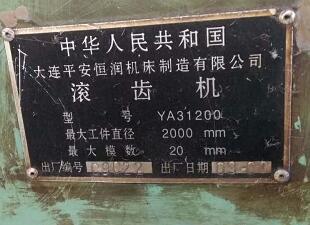 中华人民共和国
大连平安恒润机床制造有限公司
滚齿机
型号 YA31200
最大工件直径 2000 mm
最大模数 20 mm
出厂编号 出厂日期